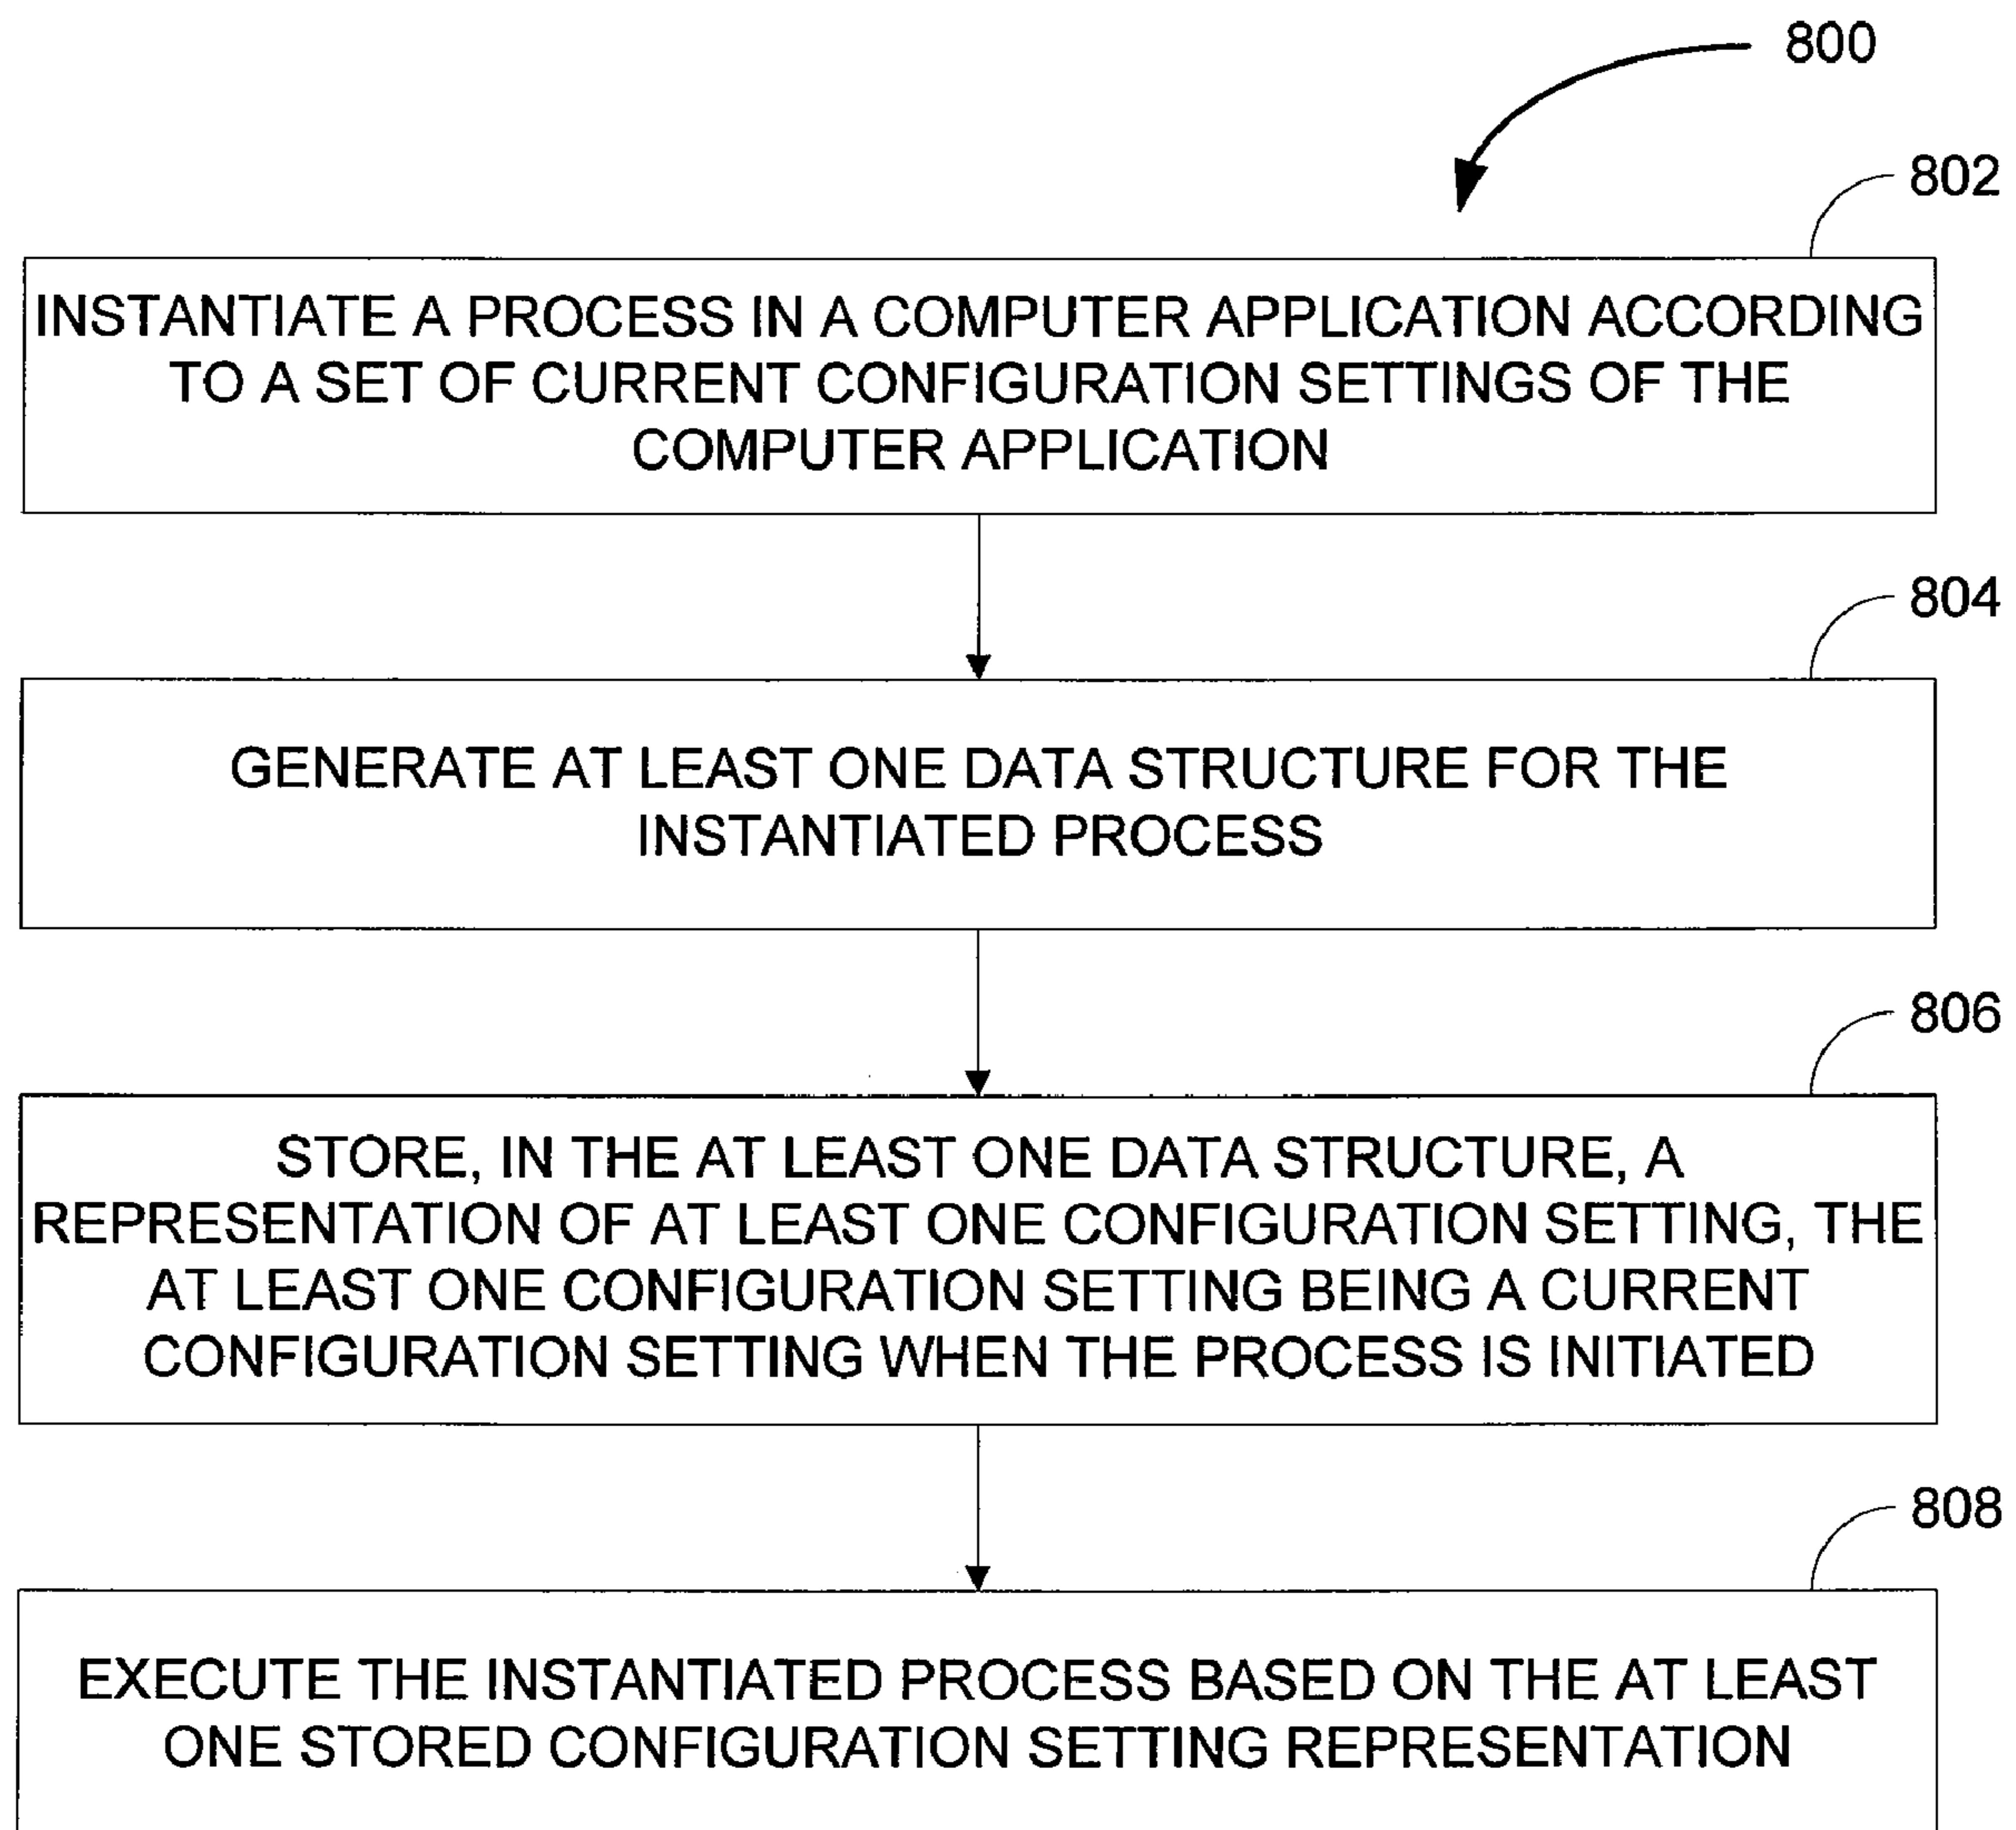 800
802
INSTANTIATE A PROCESS IN A COMPUTER APPLICATION ACCORDING
TO A SET OF CURRENT CONFIGURATION SETTINGS OF THE
COMPUTER APPLICATION
804
GENERATE AT LEAST ONE DATA STRUCTURE FOR THE
INSTANTIATED PROCESS
806
STORE, IN THE AT LEAST ONE DATA STRUCTURE, A
REPRESENTATION OF AT LEAST ONE CONFIGURATION SETTING, THE
AT LEAST ONE CONFIGURATION SETTING BEING A CURRENT
CONFIGURATION SETTING WHEN THE PROCESS IS INITIATED
808
EXECUTE THE INSTANTIATED PROCESS BASED ON THE AT LEAST
ONE STORED CONFIGURATION SETTING REPRESENTATION